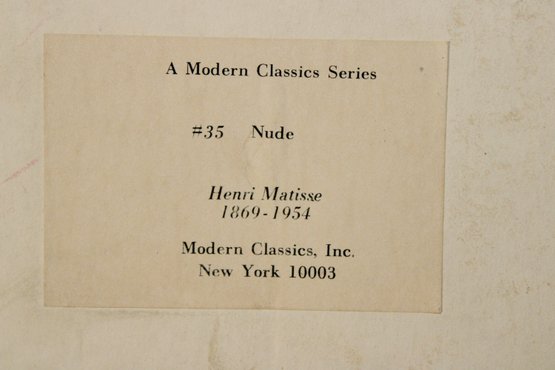 A Modern Classics Series
#35 Nude
Henri Matisse
1869-1954
Modern Classics, Inc.
New York 10003